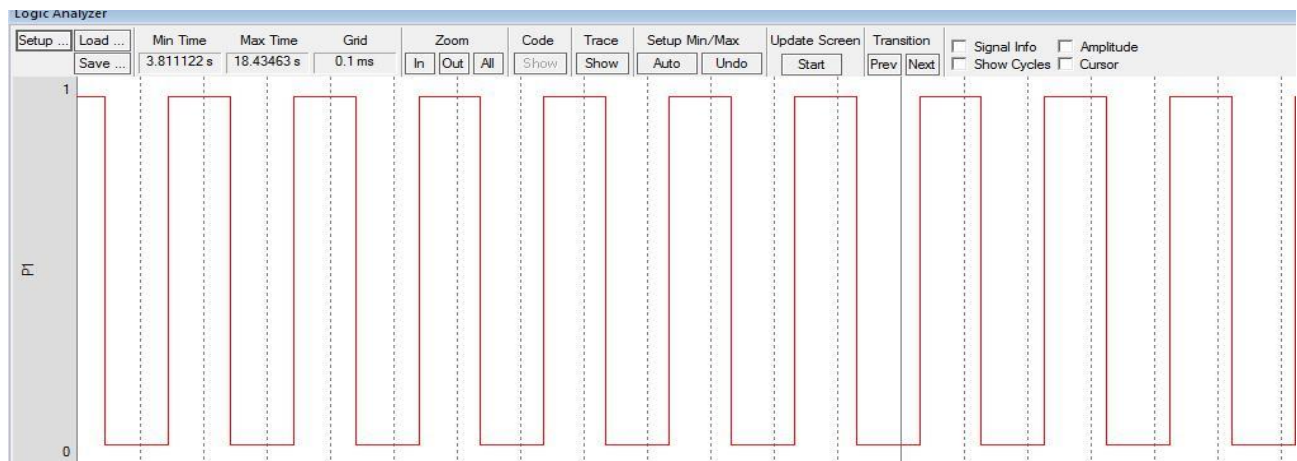 Logic Analyzer
Setup ... Load ... Min Time Max Time Grid Zoom Code Trace Setup Min/Max Update Screen Transition Signal Info Amplitude
Save ... 3.811122 s 18.43463 s 0.1 ms In Out All Show Show Auto Undo Start Prev Next Show Cycles Cursor
1
P1
0